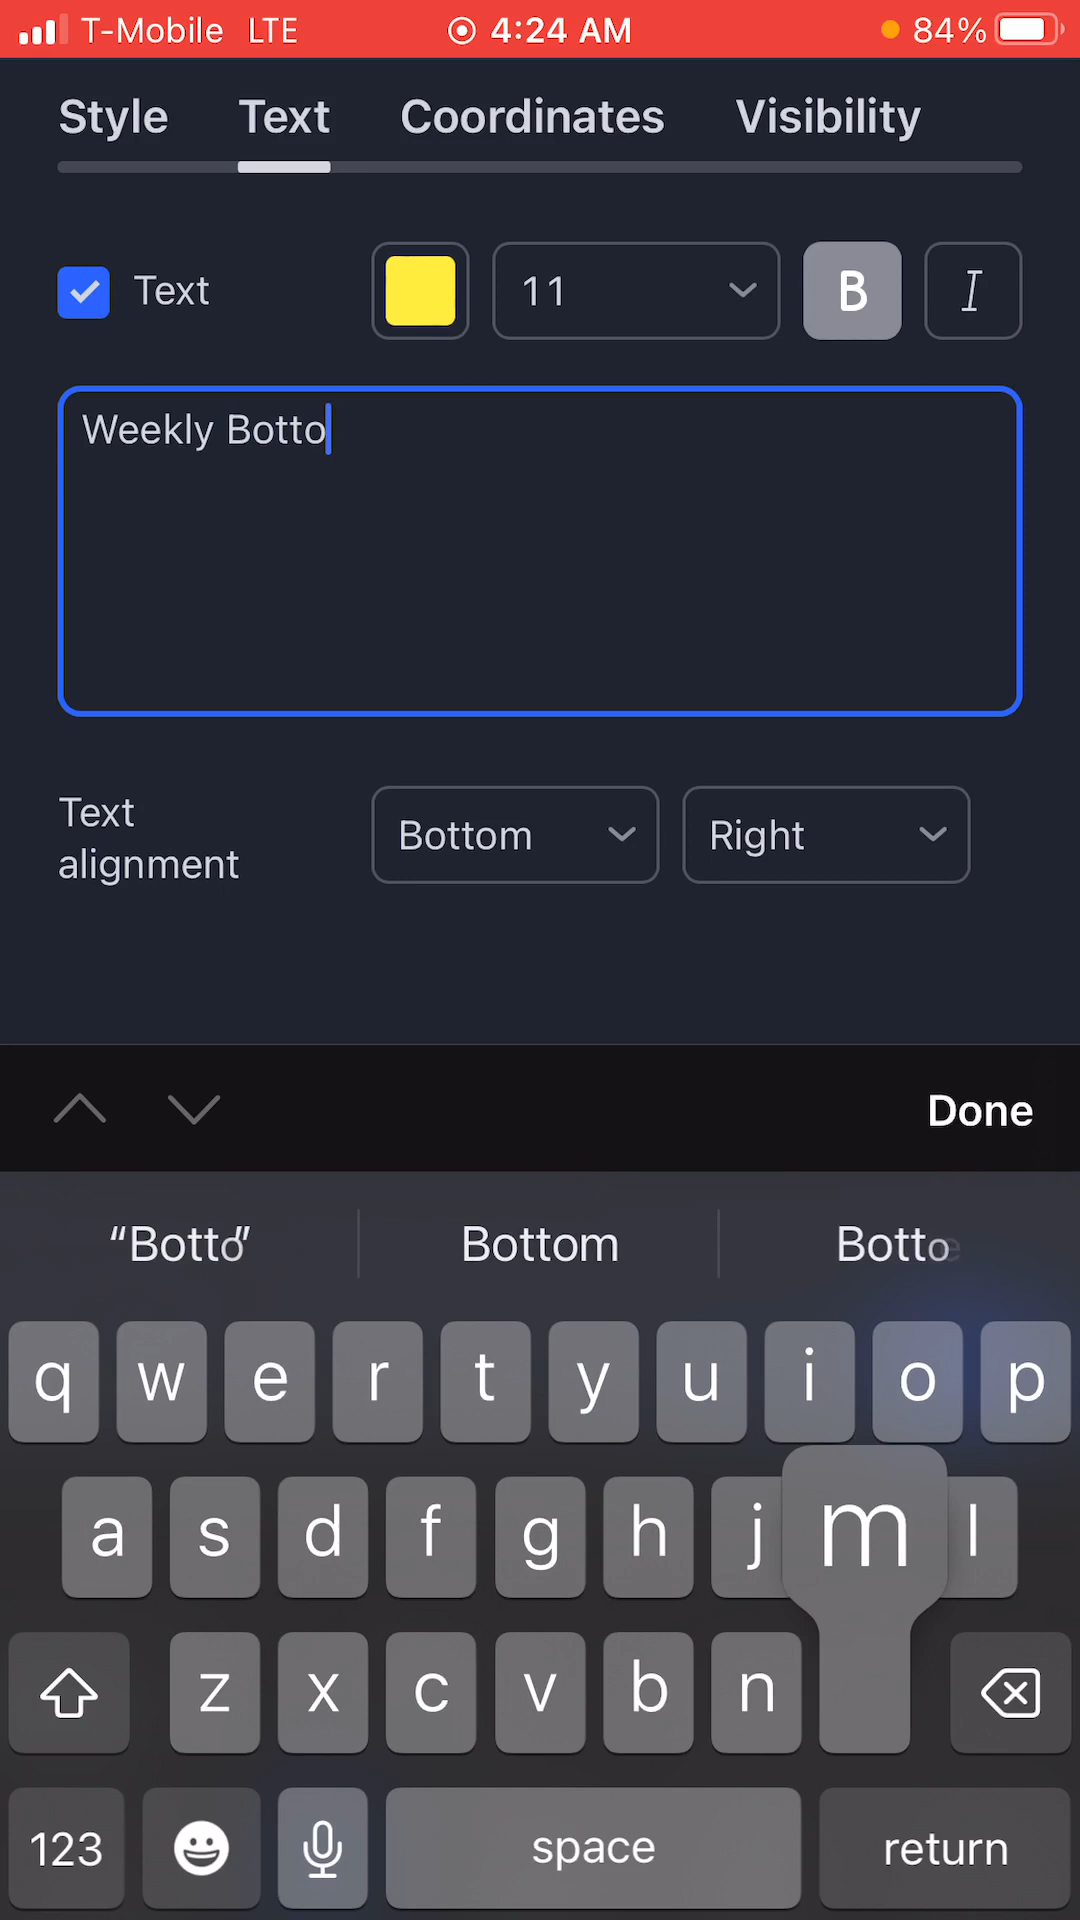 T-Mobile LTE 4:24 AM 84%
Style Text Coordinates Visibility
Text 11 B I
Weekly Botto
Text alignment Bottom Right
Done
“Botto” Bottom Botto
q w e r t y u i o p
a s d f g h j m l
z x c v b n
123 space return